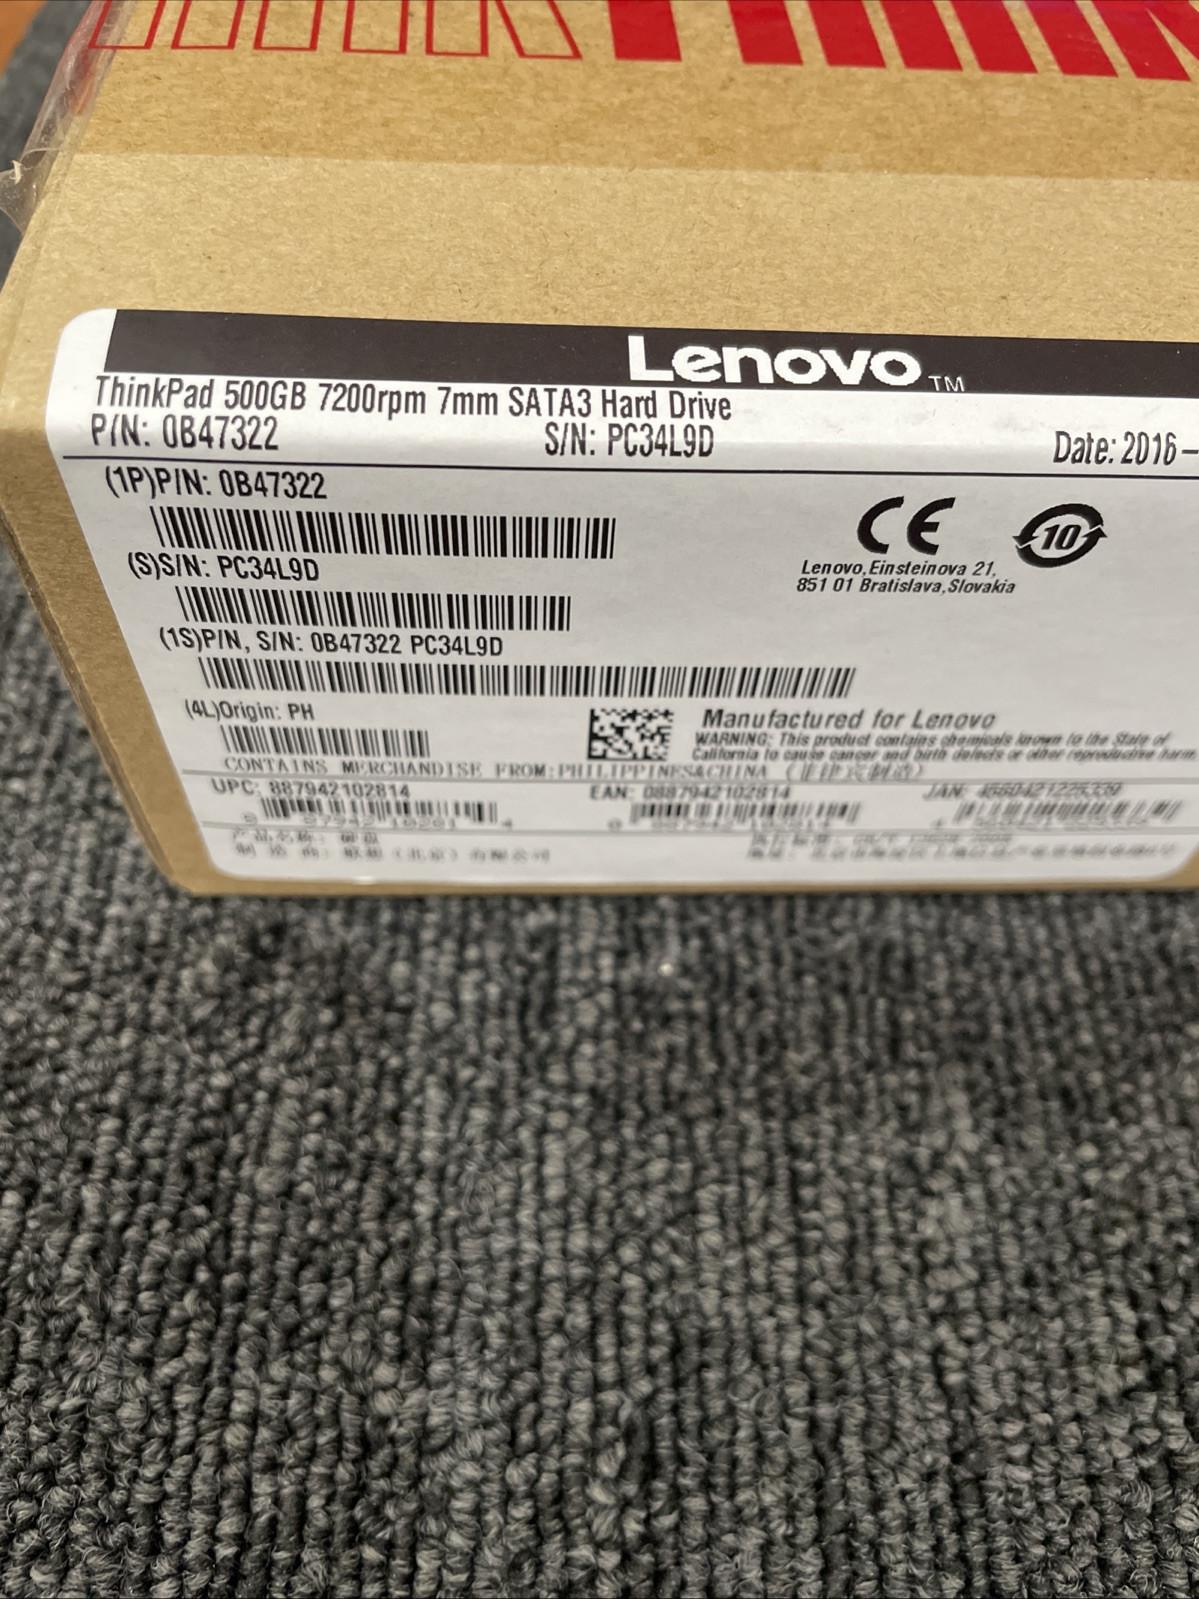 THINK
Lenovo™
ThinkPad 500GB 7200rpm 7mm SATA3 Hard Drive
P/N: 0B47322 S/N: PC34L9D Date: 2016-
(1P)P/N: 0B47322
(S)S/N: PC34L9D
(1S)P/N, S/N: 0B47322 PC34L9D
CE 10
Lenovo, Einsteinova 21,
851 01 Bratislava, Slovakia
(4L)Origin: PH
Manufactured for Lenovo
WARNING: This product contains chemicals known to the State of
California to cause cancer and birth defects or other reproductive harm.
CONTAINS MERCHANDISE FROM:PHILIPPINES&CHINA
UPC: 887942102814 EAN: 0887942102814 JAN: